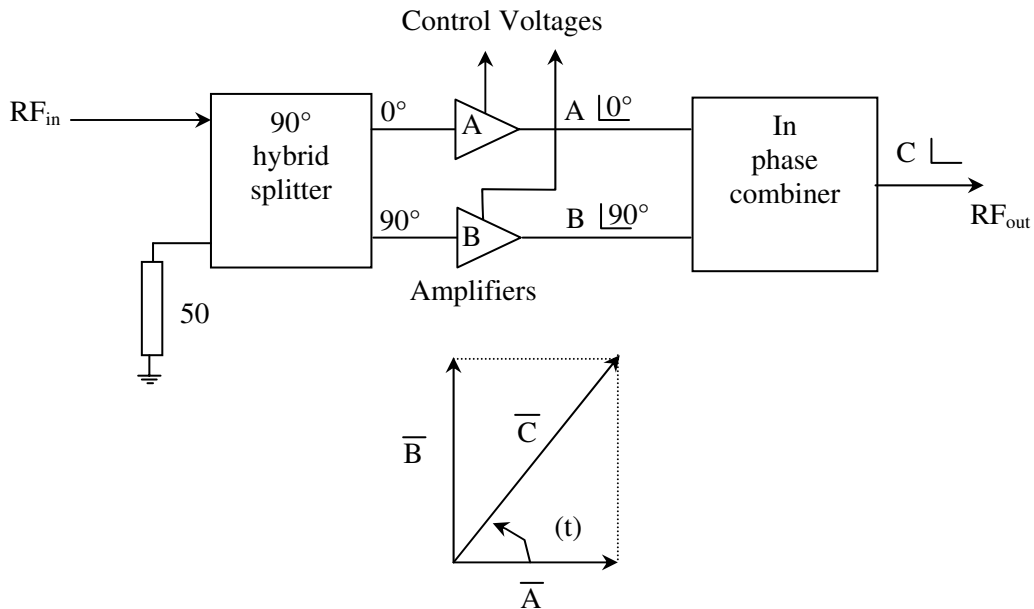 Control Voltages
RFin
0°
A
A 0°
90°
hybrid
splitter
In
phase
combiner
C
RFout
90°
B
B 90°
Amplifiers
50
B
C
(t)
A